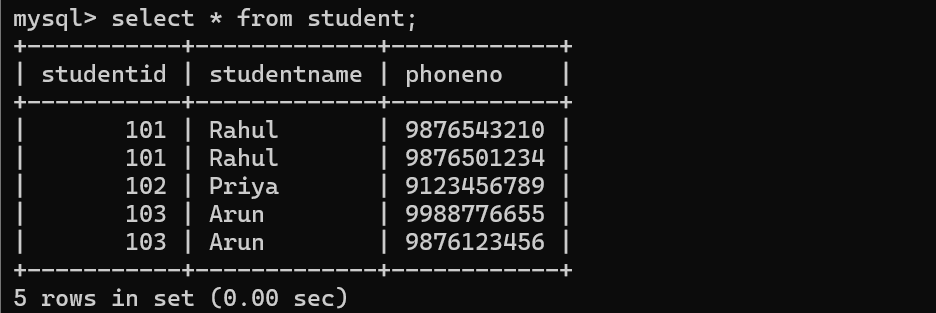 mysql> select * from student;
+-----------+-------------+------------+
| studentid | studentname | phoneno    |
+-----------+-------------+------------+
|       101 | Rahul       | 9876543210 |
|       101 | Rahul       | 9876501234 |
|       102 | Priya       | 9123456789 |
|       103 | Arun        | 9988776655 |
|       103 | Arun        | 9876123456 |
+-----------+-------------+------------+
5 rows in set (0.00 sec)